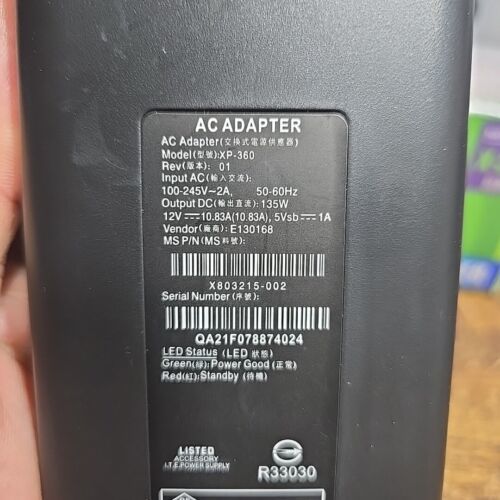 AC ADAPTER
AC Adapter(交換式電源供應器)
Model(型號):XP-360
Rev(版本): 01
Input AC(輸入交流):
100-245V~2A, 50-60Hz
Output DC(輸出直流):135W
12V⎓10.83A(10.83A), 5Vsb⎓1A
Vendor(廠商): E130168
MS P/N(MS料號):
X803215-002
Serial Number(序號):
QA21F078874024
LED Status (LED 狀態)
Green(綠):Power Good (正常)
Red(紅):Standby (待機)
LISTED
ACCESSORY
I.T.E.POWER SUPPLY
R33030